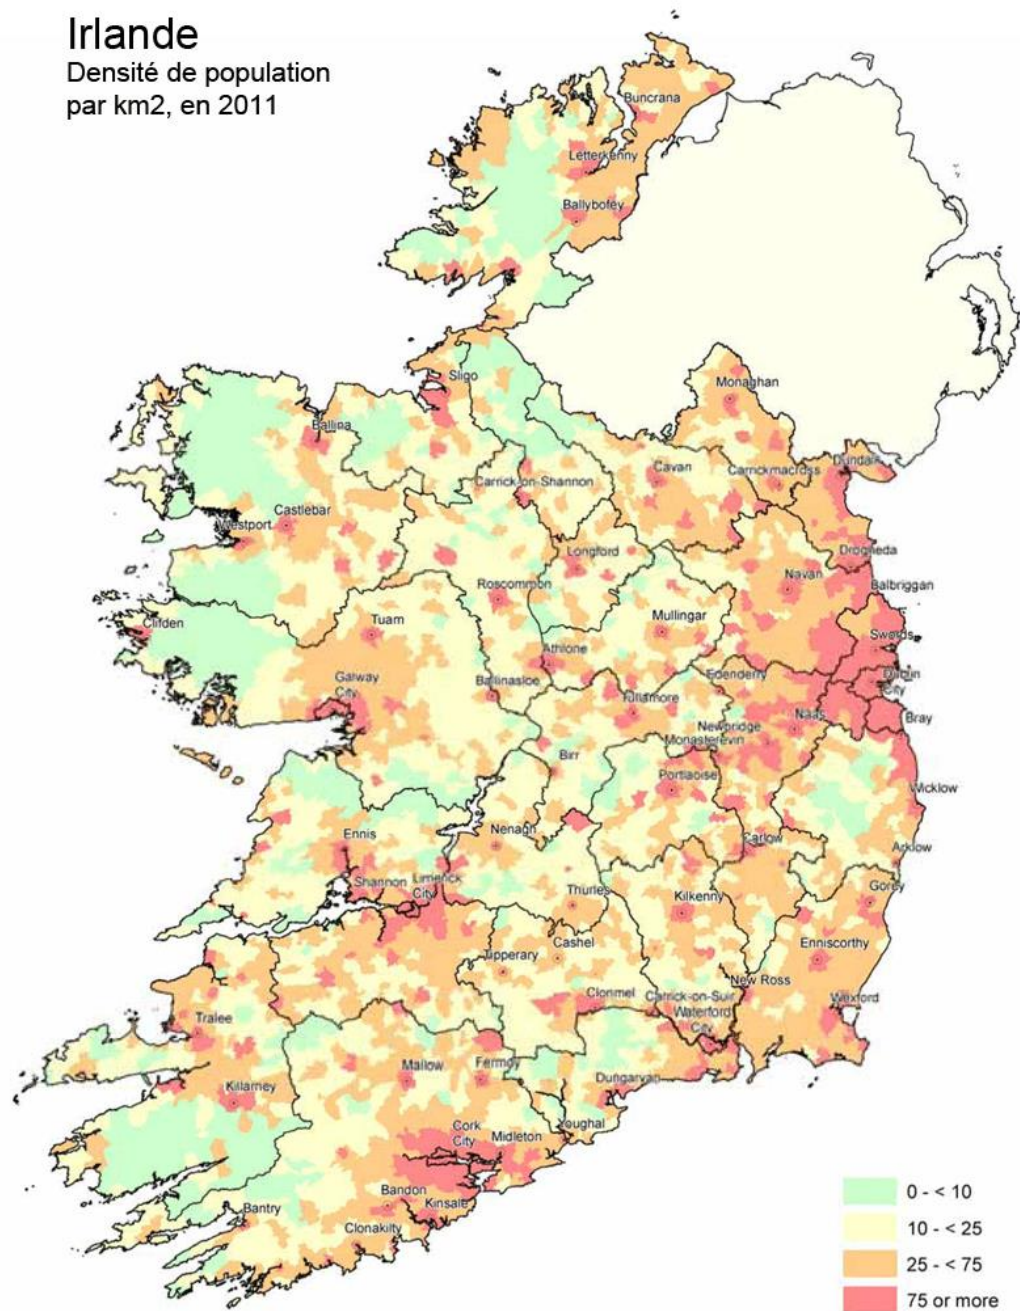 Irlande
Densité de population
par km2, en 2011
Buncrana
Letterkenny
Ballybofey
Sligo
Monaghan
Ballina
Cavan
Carrickmacross
Dundalk
Carrick-on-Shannon
Westport
Castlebar
Longford
Drogheda
Navan
Balbriggan
Roscommon
Clifden
Tuam
Mullingar
Swords
Athlone
Galway
City
Ballinasloe
Edenderry
Dublin
City
Tullamore
Newbridge
Naas
Bray
Monasterevin
Birr
Portlaoise
Wicklow
Ennis
Nenagh
Carlow
Arklow
Shannon
Limerick
City
Thurles
Kilkenny
Gorey
Cashel
Enniscorthy
Tipperary
New Ross
Clonmel
Carrick-on-Suir
Wexford
Waterford
City
Tralee
Mallow
Fermoy
Dungarvan
Killarney
Youghal
Cork
City
Midleton
Bandon
Kinsale
Bantry
Clonakilty
0 - < 10
10 - < 25
25 - < 75
75 or more